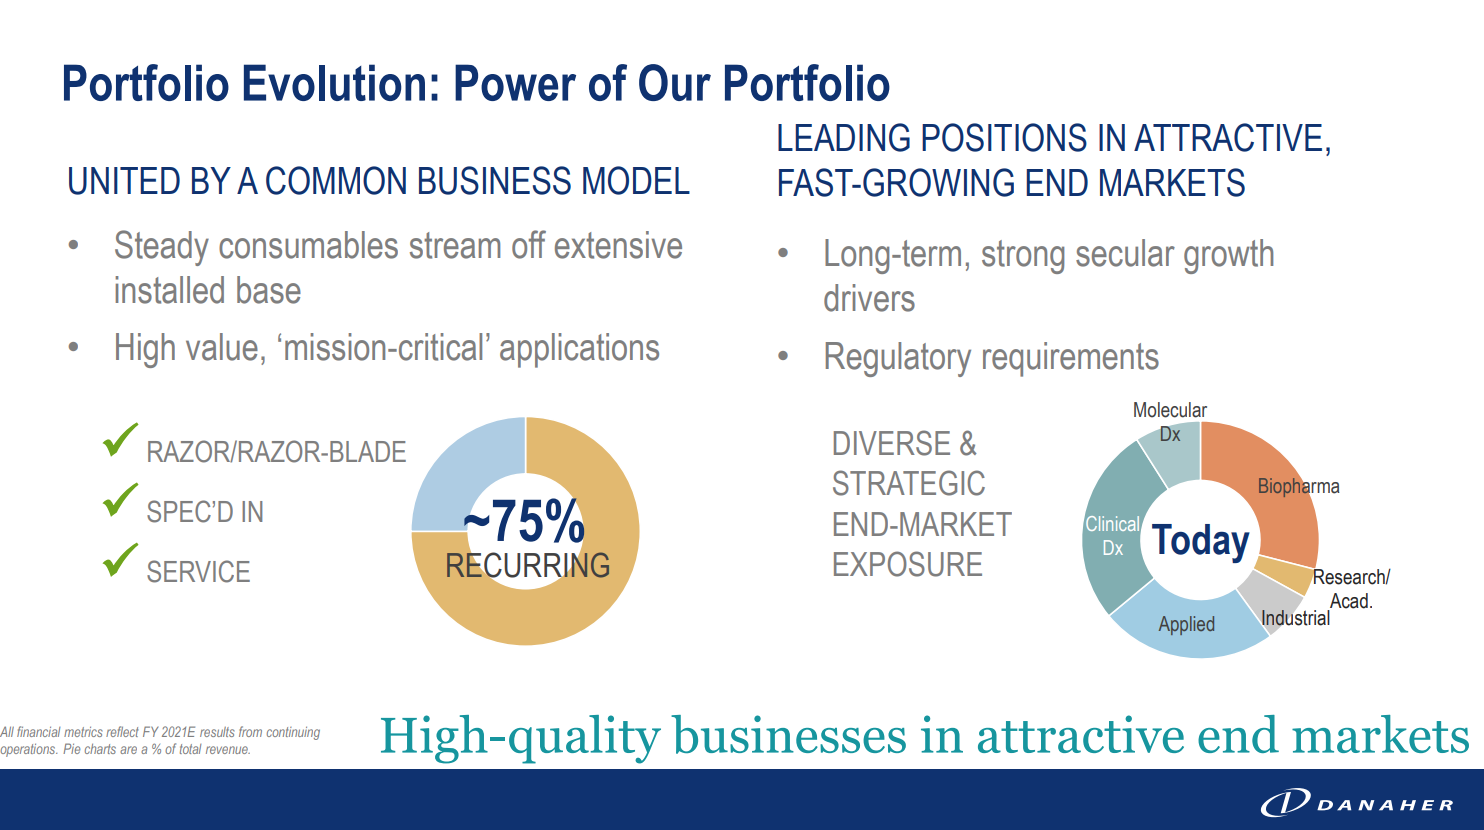 Portfolio Evolution: Power of Our Portfolio
UNITED BY A COMMON BUSINESS MODEL
• Steady consumables stream off extensive
installed base
• High value, ‘mission-critical’ applications
RAZOR/RAZOR-BLADE
SPEC’D IN
SERVICE
~75%
RECURRING
LEADING POSITIONS IN ATTRACTIVE,
FAST-GROWING END MARKETS
• Long-term, strong secular growth
drivers
• Regulatory requirements
DIVERSE &
STRATEGIC
END-MARKET
EXPOSURE
Molecular
Dx
Biopharma
Clinical
Dx
Today
Research/
Acad.
Industrial
Applied
All financial metrics reflect FY 2021E results from continuing
operations. Pie charts are a % of total revenue.
High-quality businesses in attractive end markets
DANAHER